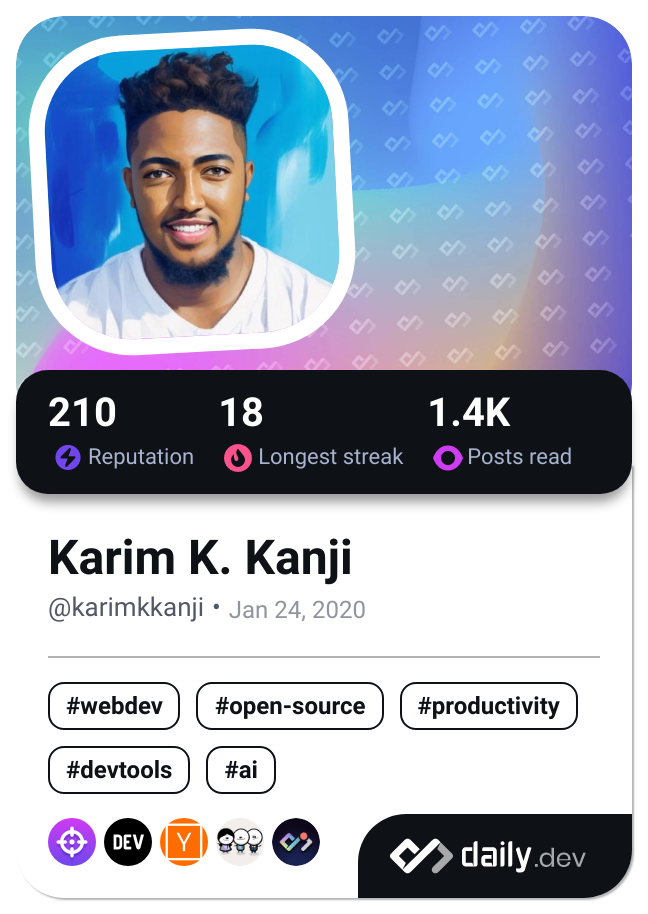 210 18 1.4K
Reputation Longest streak Posts read
Karim K. Kanji
@karimkkanji • Jan 24, 2020
#webdev #open-source #productivity
#devtools #ai
DEV Y
daily.dev